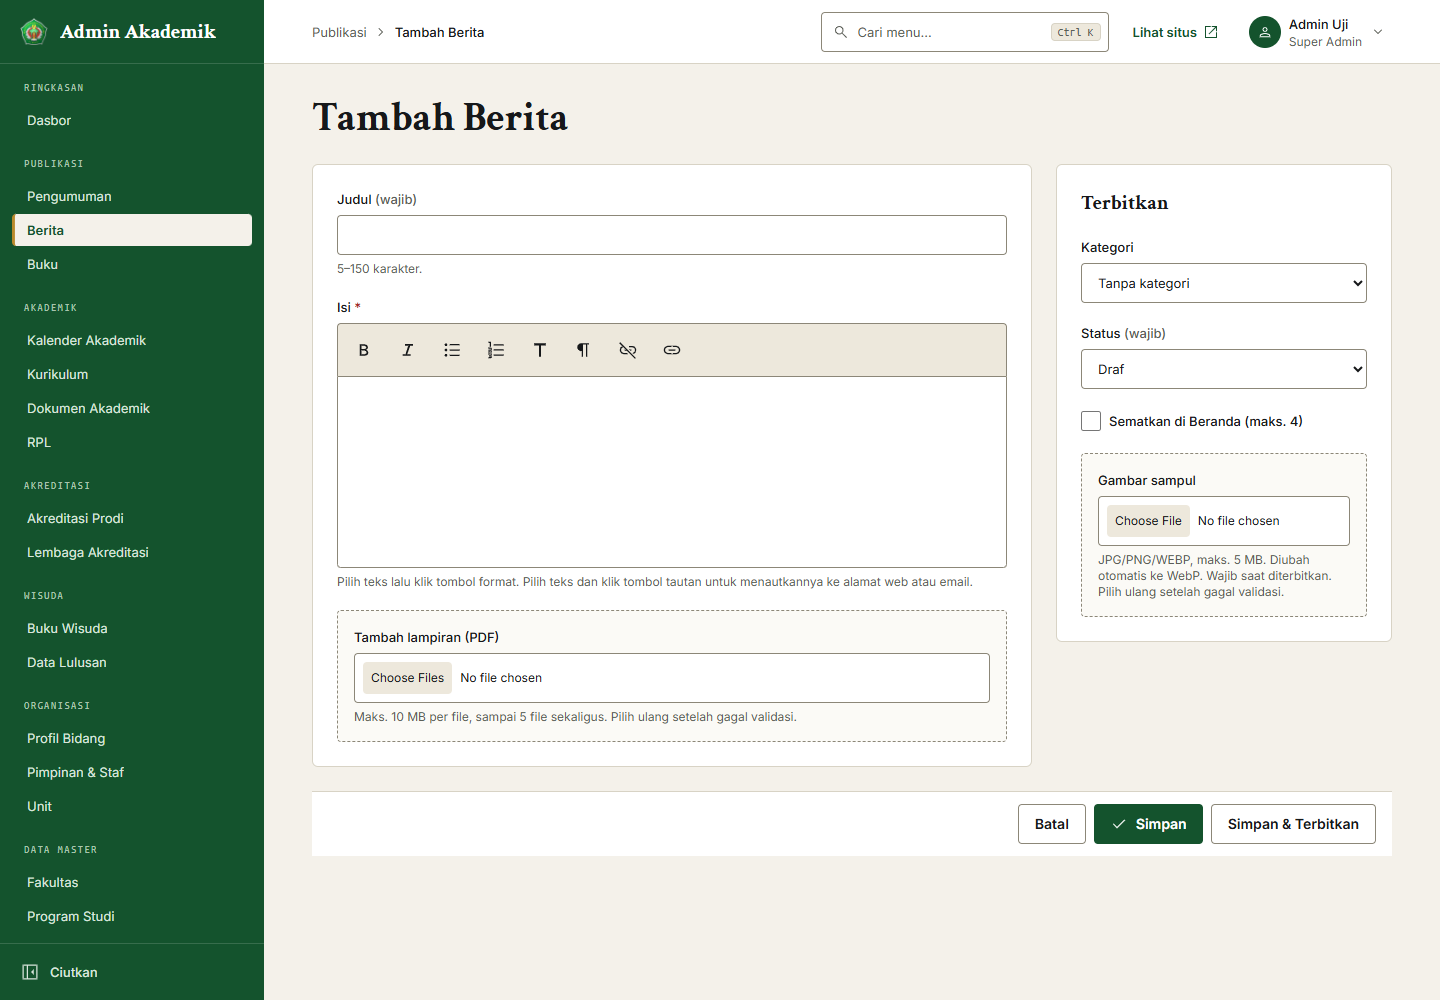 Admin Akademik
RINGKASAN
Dasbor
PUBLIKASI
Pengumuman
Berita
Buku
AKADEMIK
Kalender Akademik
Kurikulum
Dokumen Akademik
RPL
AKREDITASI
Akreditasi Prodi
Lembaga Akreditasi
WISUDA
Buku Wisuda
Data Lulusan
ORGANISASI
Profil Bidang
Pimpinan & Staf
Unit
DATA MASTER
Fakultas
Program Studi
Ciutkan
Publikasi > Tambah Berita
Cari menu... Ctrl K
Lihat situs
Admin Uji
Super Admin
Tambah Berita
Judul (wajib)
5–150 karakter.
Isi *
Pilih teks lalu klik tombol format. Pilih teks dan klik tombol tautan untuk menautkannya ke alamat web atau email.
Tambah lampiran (PDF)
Choose Files No file chosen
Maks. 10 MB per file, sampai 5 file sekaligus. Pilih ulang setelah gagal validasi.
Terbitkan
Kategori
Tanpa kategori
Status (wajib)
Draf
Sematkan di Beranda (maks. 4)
Gambar sampul
Choose File No file chosen
JPG/PNG/WEBP, maks. 5 MB. Diubah
otomatis ke WebP. Wajib saat diterbitkan.
Pilih ulang setelah gagal validasi.
Batal
Simpan
Simpan & Terbitkan